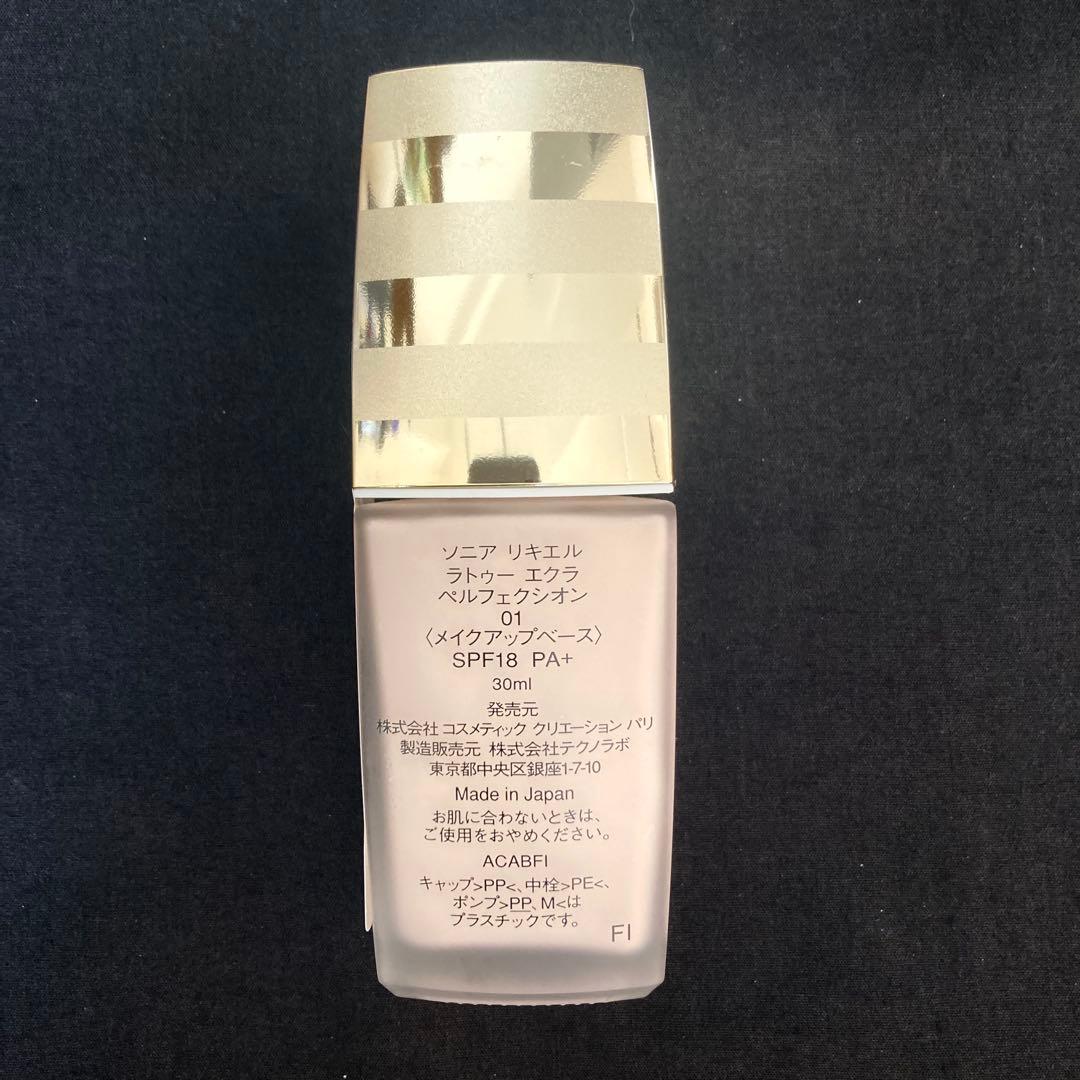 ソニア リキエル
ラトゥー エクラ
ペルフェクシオン
01
〈メイクアップベース〉
SPF18 PA+
30ml
発売元
株式会社 コスメティック クリエーション パリ
製造販売元 株式会社テクノラボ
東京都中央区銀座1-7-10
Made in Japan
お肌に合わないときは、
ご使用をおやめください。
ACABFI
キャップ>PP<、中栓>PE<、
ポンプ>PP、M<は
プラスチックです。
FI